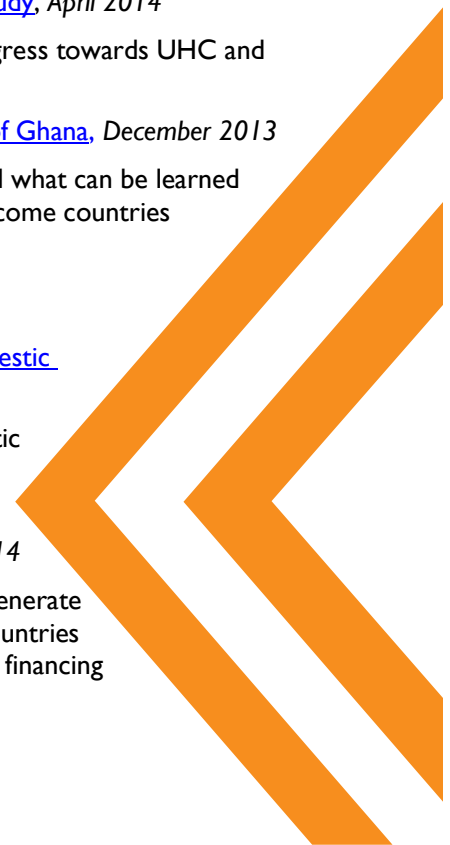 April 2014
gress towards UHC and
of Ghana, December 2013
what can be learned
come countries
estic
tic
14
enerate
untries
financing